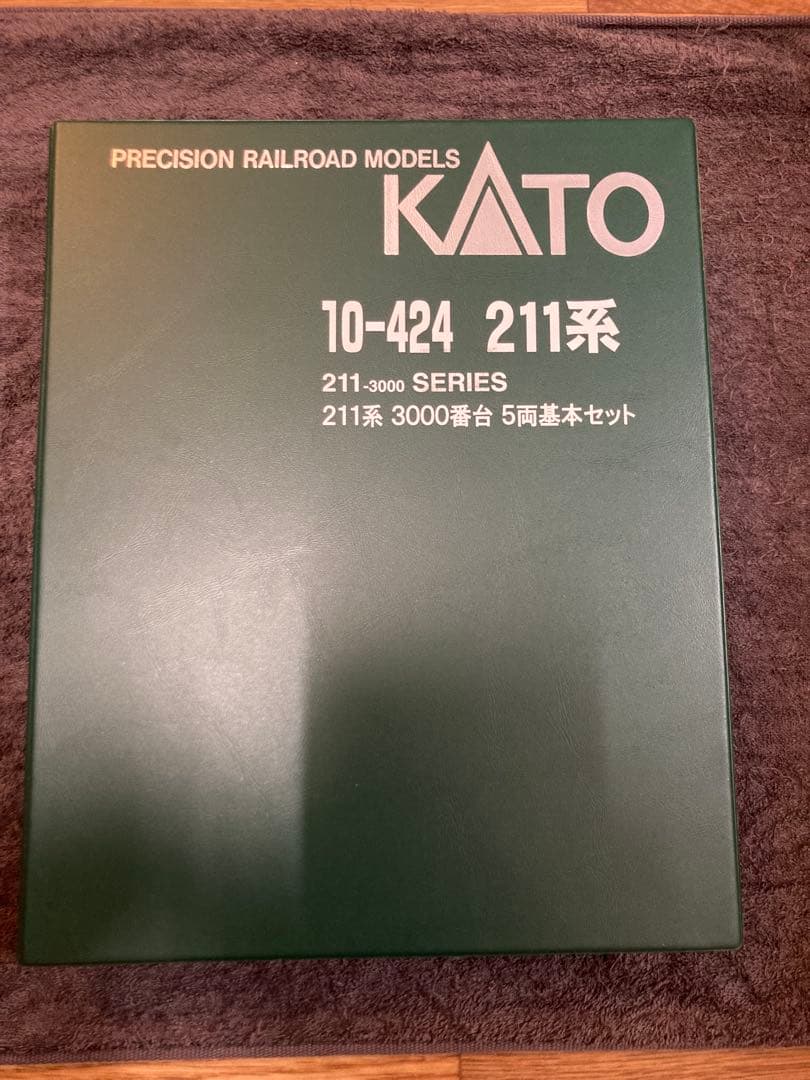 PRECISION RAILROAD MODELS
KATO
10-424 211系
211-3000 SERIES
211系 3000番台 5両基本セット